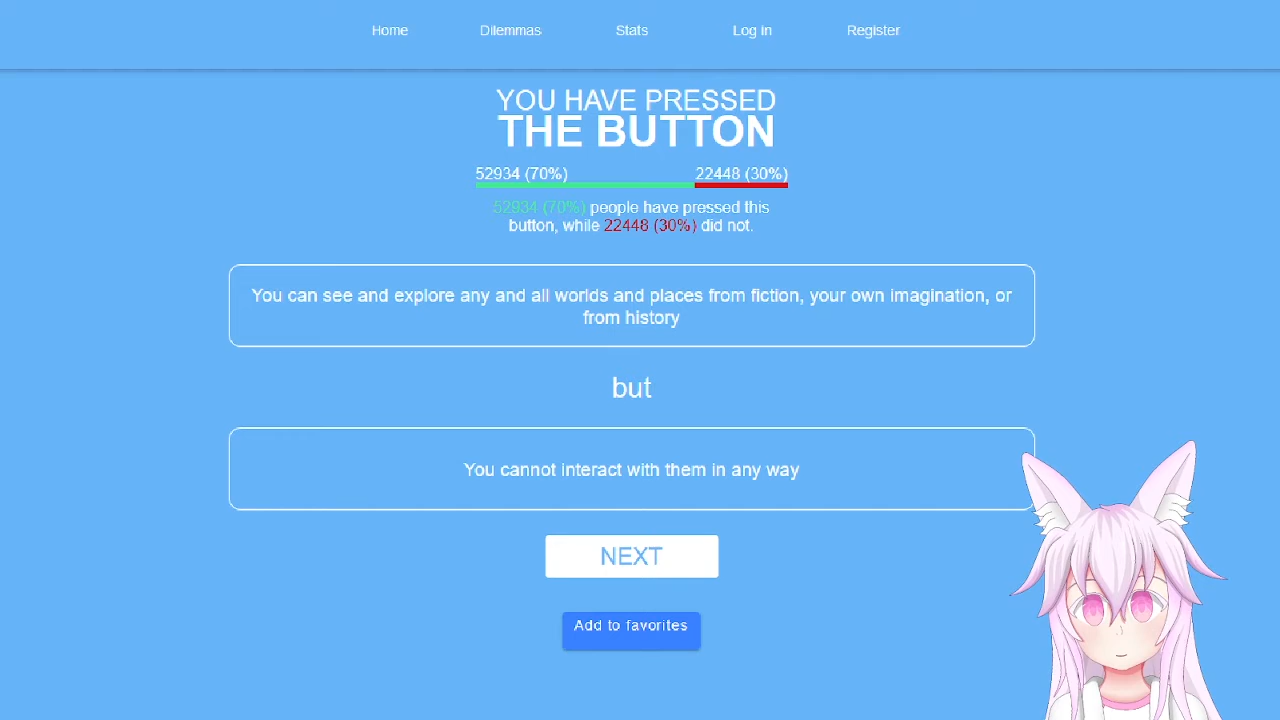 Home Dilemmas Stats Log in Register
YOU HAVE PRESSED
THE BUTTON
52934 (70%) 22448 (30%)
52934 (70%) people have pressed this
button, while 22448 (30%) did not.
You can see and explore any and all worlds and places from fiction, your own imagination, or
from history
but
You cannot interact with them in any way
NEXT
Add to favorites